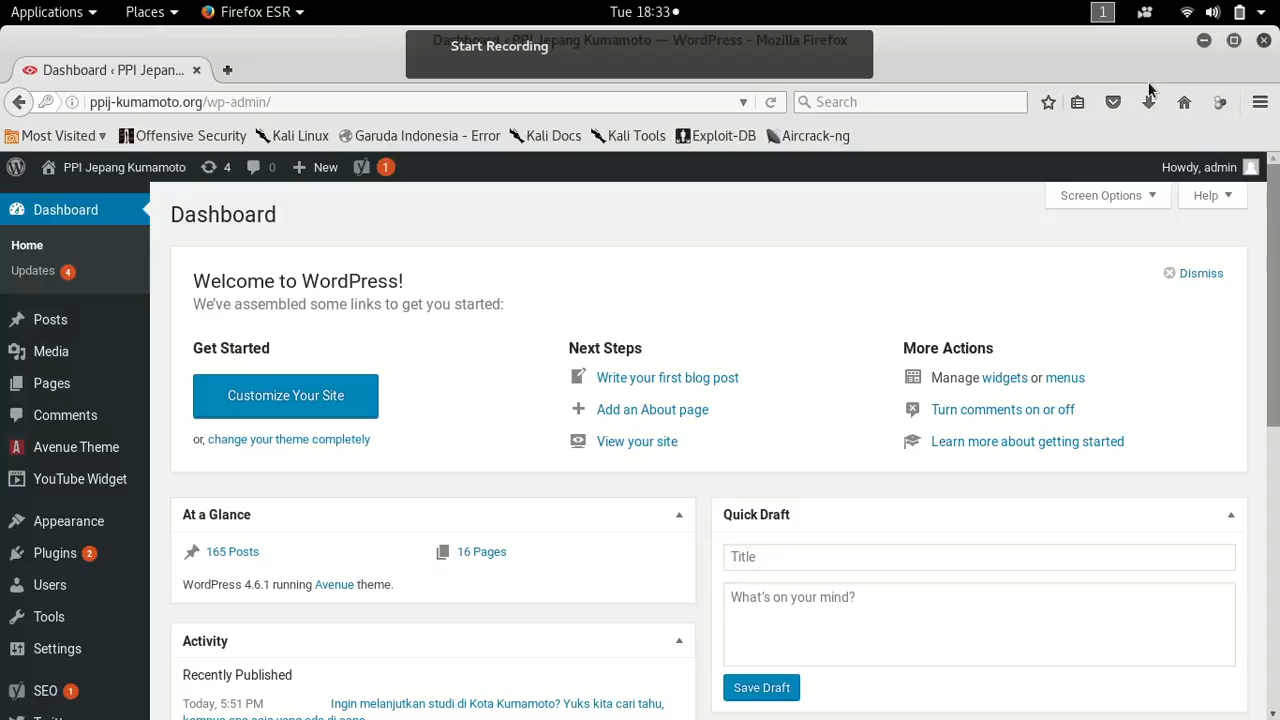 Applications Places Firefox ESR Tue 18:33 1
Dashboard ‹ PPI Jepang Kumamoto — WordPress - Mozilla Firefox
Start Recording
Dashboard ‹ PPI Jepan...
ppij-kumamoto.org/wp-admin/ Search
Most Visited Offensive Security Kali Linux Garuda Indonesia - Error Kali Docs Kali Tools Exploit-DB Aircrack-ng
PPI Jepang Kumamoto 4 0 New 1 Howdy, admin
Dashboard
Home
Updates 4
Posts
Media
Pages
Comments
Avenue Theme
YouTube Widget
Appearance
Plugins 2
Users
Tools
Settings
SEO 1
Screen Options Help
Dashboard
Welcome to WordPress! Dismiss
We've assembled some links to get you started:
Get Started
Customize Your Site
or, change your theme completely
Next Steps
Write your first blog post
Add an About page
View your site
More Actions
Manage widgets or menus
Turn comments on or off
Learn more about getting started
At a Glance
165 Posts 16 Pages
WordPress 4.6.1 running Avenue theme.
Activity
Recently Published
Today, 5:51 PM Ingin melanjutkan studi di Kota Kumamoto? Yuks kita cari tahu,
Quick Draft
Title
What's on your mind?
Save Draft